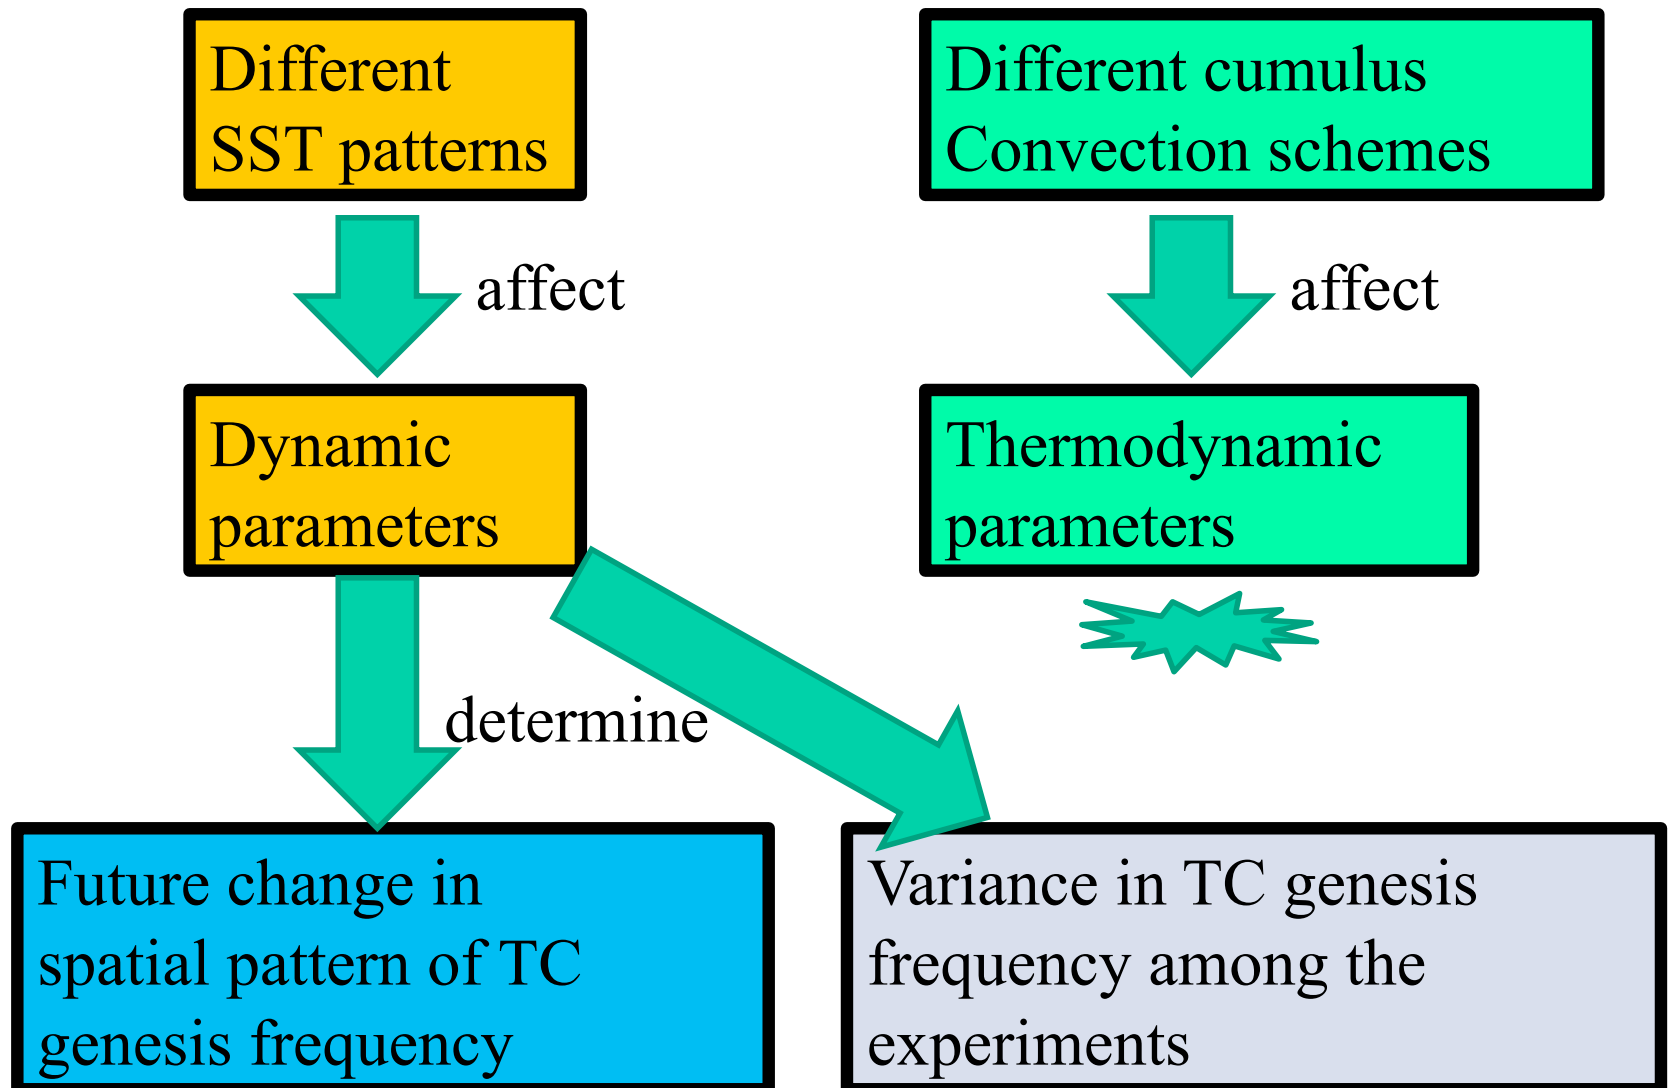 Different
SST patterns
Different cumulus
Convection schemes
affect
affect
Dynamic
parameters
Thermodynamic
parameters
determine
Future change in
spatial pattern of TC
genesis frequency
Variance in TC genesis
frequency among the
experiments